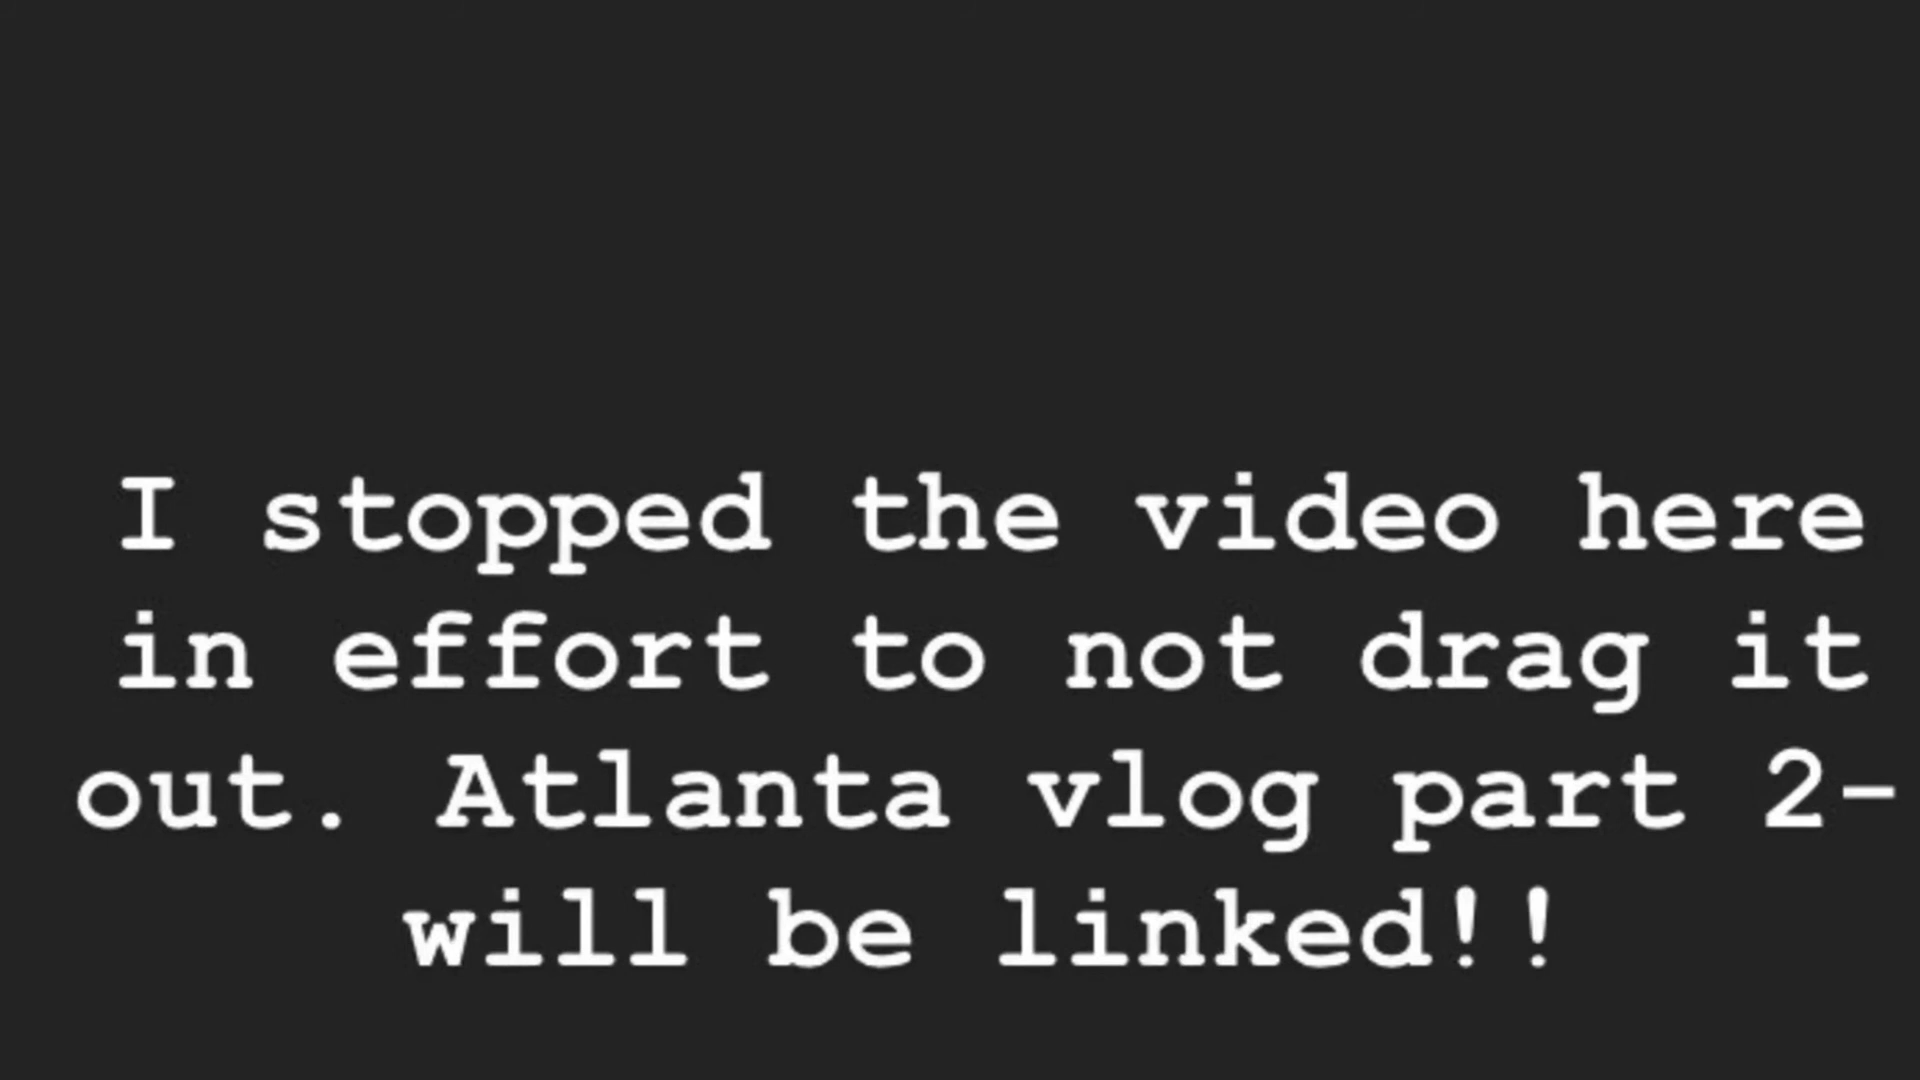 I stopped the video here
in effort to not drag it
out. Atlanta vlog part 2-
will be linked!!